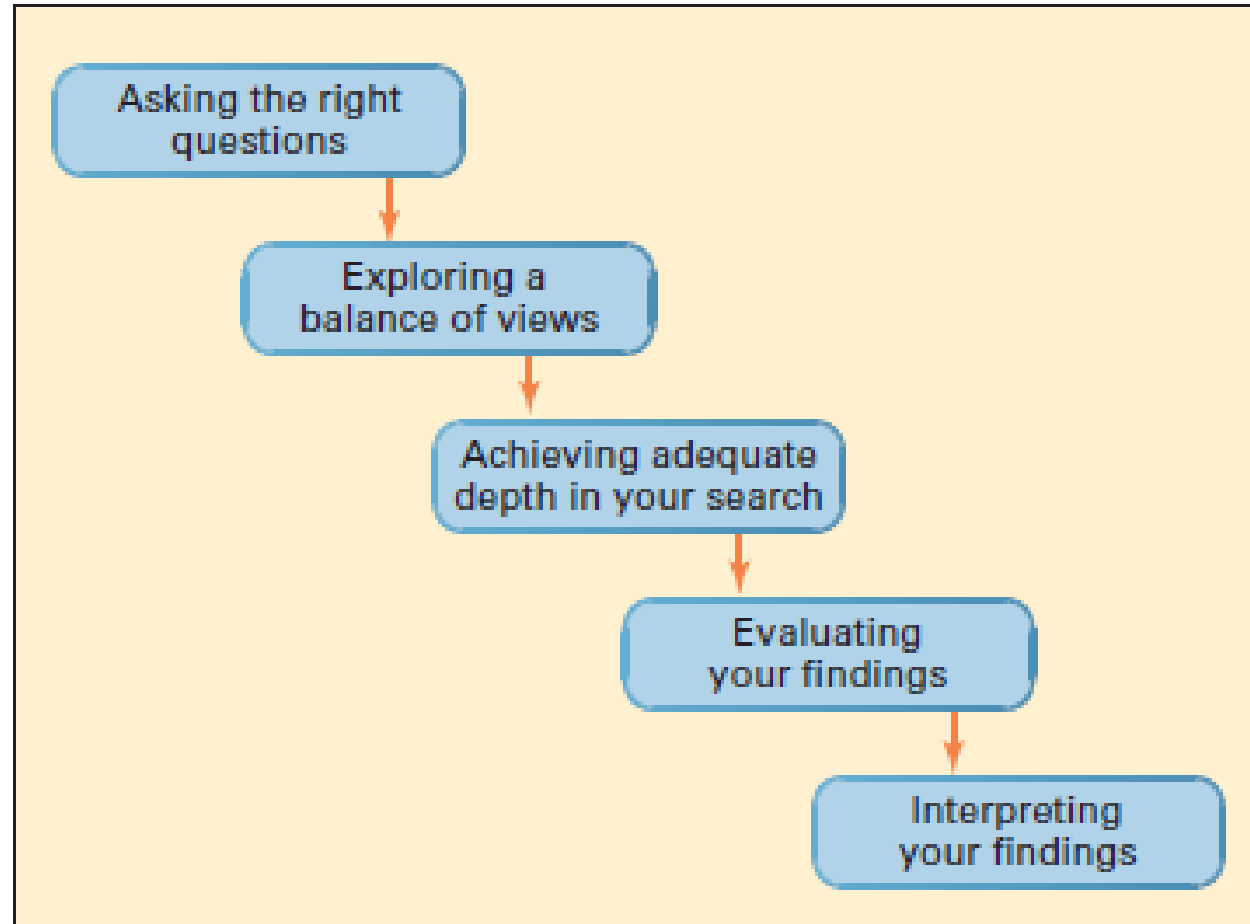 Asking the right
questions
Exploring a
balance of views
Achieving adequate
depth in your search
Evaluating
your findings
Interpreting
your findings